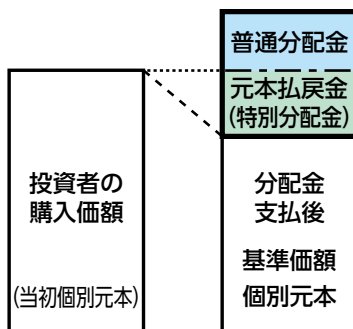 普通分配金
元本払戻金
(特別分配金)
投資者の
購入価額
(当初個別元本)
分配金
支払後
基準価額
個別元本